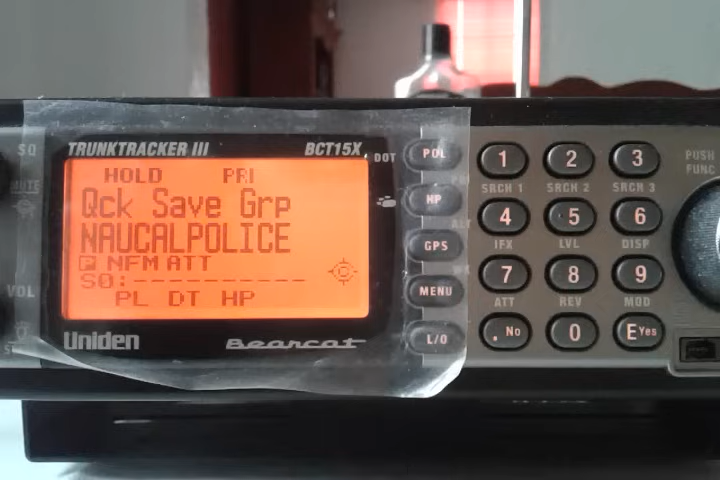 SQ
MUTE
VOL
TRUNKTRACKER III BCT15X
DOT
HOLD PRI
Qck Save Grp
NAUCALPOLICE
P NFM ATT
S0:----------
PL DT HP
Uniden Bearcat
POL
HP
GPS
MENU
L/O
ALT
1 2 3
SRCH 1 SRCH 2 SRCH 3
4 5 6
IFX LVL DISP
7 8 9
ATT REV MOD
. No 0 E Yes
PUSH
FUNC